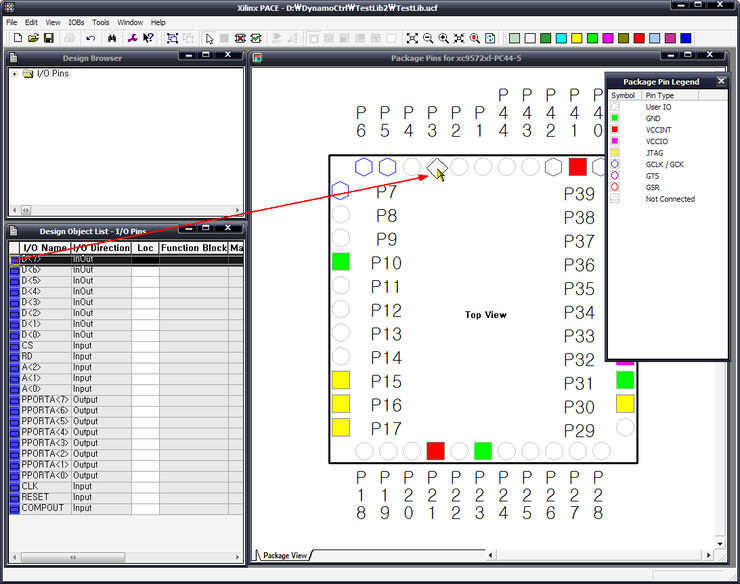 Xilinx PACE - D:₩DynamoCtrl₩TestLib2₩TestLib.ucf
File Edit View IOBs Tools Window Help
Design Browser
I/O Pins
Design Object List - I/O Pins
I/O Name I/O Direction Loc Function Block Ma
D<7> InOut
D<6> InOut
D<5> InOut
D<4> InOut
D<3> InOut
D<2> InOut
D<1> InOut
D<0> InOut
CS Input
RD Input
A<2> Input
A<1> Input
A<0> Input
PPORTA<7> Output
PPORTA<6> Output
PPORTA<5> Output
PPORTA<4> Output
PPORTA<3> Output
PPORTA<2> Output
PPORTA<1> Output
PPORTA<0> Output
CLK Input
RESET Input
COMPOUT Input
Package Pins for xc9572xl-PC44-5
P6 P5 P4 P3 P2 P1 P44 P43 P42 P41 P40
P7 P39
P8 P38
P9 P37
P10 P36
P11 P35
P12 P34
Top View
P13 P33
P14 P32
P15 P31
P16 P30
P17 P29
P18 P19 P20 P21 P22 P23 P24 P25 P26 P27 P28
Package View
Package Pin Legend
Symbol Pin Type
User IO
GND
VCCINT
VCCIO
JTAG
GCLK / GCK
GTS
GSR
Not Connected